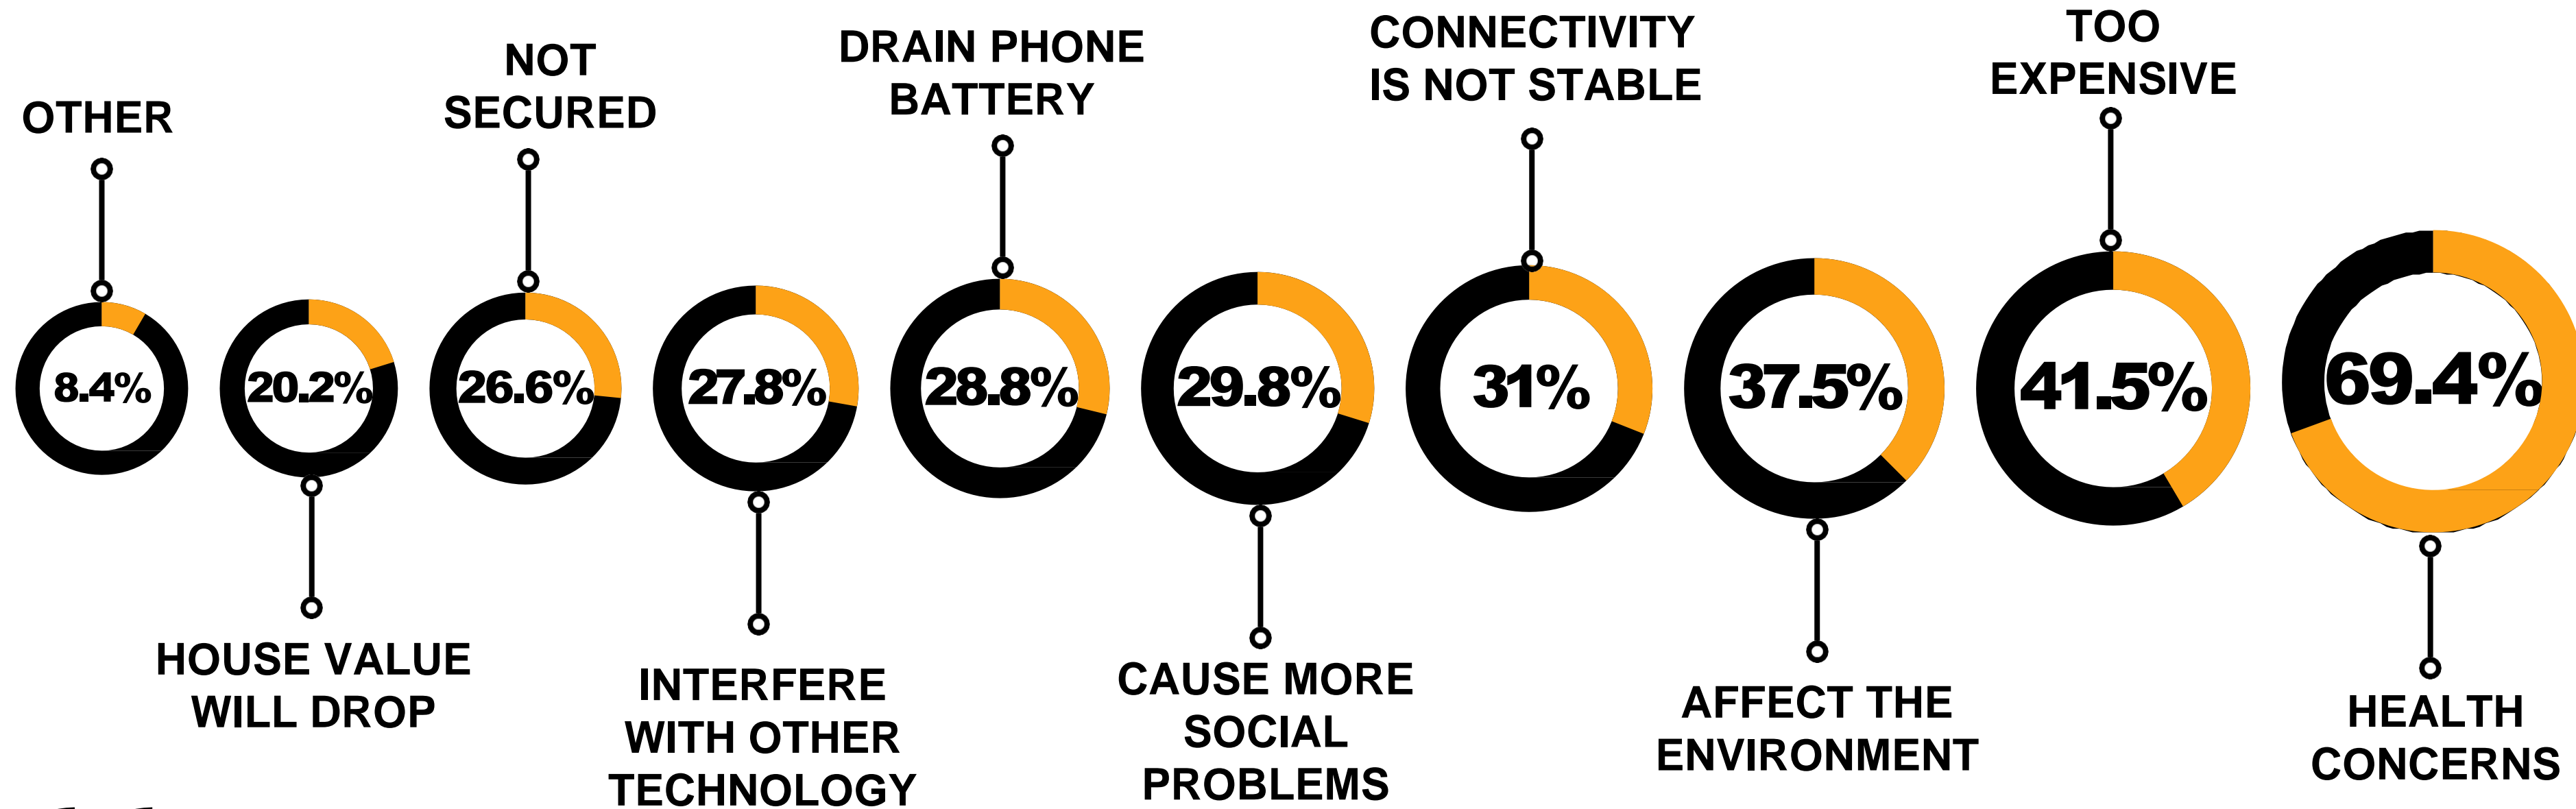 OTHER
NOT
SECURED
DRAIN PHONE
BATTERY
CONNECTIVITY
IS NOT STABLE
TOO
EXPENSIVE
8.4%
20.2%
26.6%
27.8%
28.8%
29.8%
31%
37.5%
41.5%
69.4%
HOUSE VALUE
WILL DROP
INTERFERE
WITH OTHER
TECHNOLOGY
CAUSE MORE
SOCIAL
PROBLEMS
AFFECT THE
ENVIRONMENT
HEALTH
CONCERNS